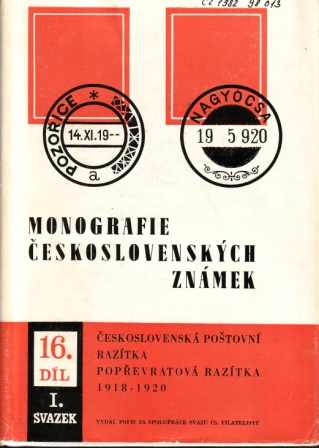 POZOŘICE *
14.XI.19--
a
NAGYÓCSA
19 5 920
MONOGRAFIE
ČESKOSLOVENSKÝCH
ZNÁMEK
16.
DÍL
I.
SVAZEK
ČESKOSLOVENSKÁ POŠTOVNÍ
RAZÍTKA
POPŘEVRATOVÁ RAZÍTKA
1918-1920
VYDAL POFIS ZA SPOLUPRÁCE SVAZU ČS. FILATELISTŮ